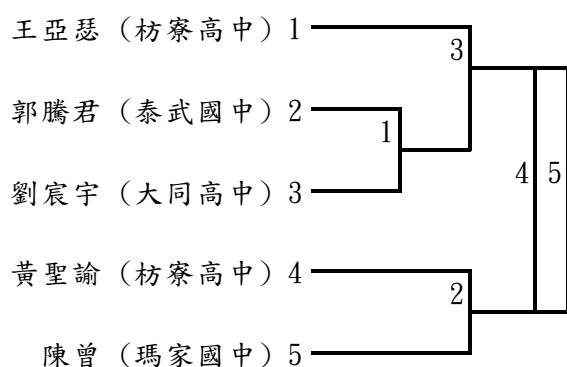 王亞瑟（枋寮高中）1
3
郭騰君（泰武國中）2
1
劉宸宇（大同高中）3
4 5
黃聖諭（枋寮高中）4
2
陳曾（瑪家國中）5